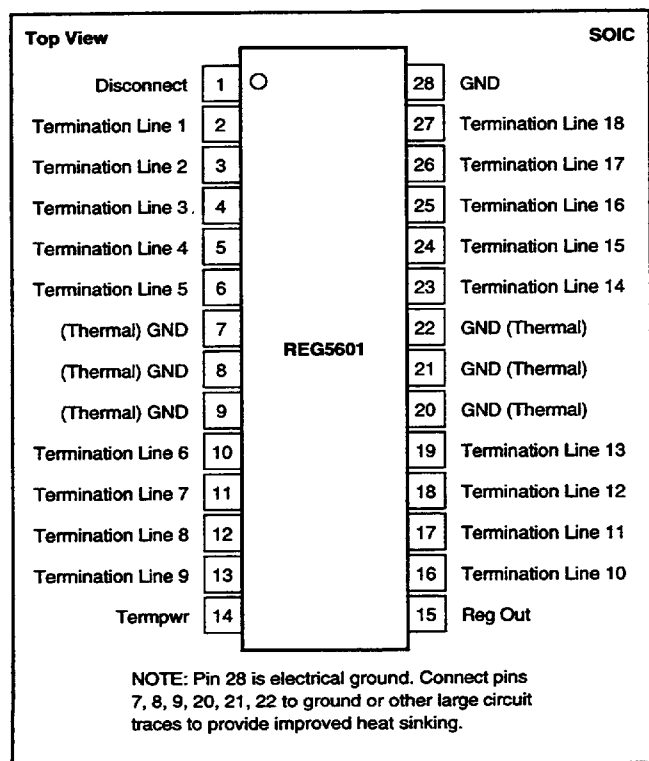 Top View SOIC
Disconnect 1 28 GND
Termination Line 1 2 27 Termination Line 18
Termination Line 2 3 26 Termination Line 17
Termination Line 3 4 25 Termination Line 16
Termination Line 4 5 24 Termination Line 15
Termination Line 5 6 23 Termination Line 14
(Thermal) GND 7 22 GND (Thermal)
REG5601
(Thermal) GND 8 21 GND (Thermal)
(Thermal) GND 9 20 GND (Thermal)
Termination Line 6 10 19 Termination Line 13
Termination Line 7 11 18 Termination Line 12
Termination Line 8 12 17 Termination Line 11
Termination Line 9 13 16 Termination Line 10
Termpwr 14 15 Reg Out
NOTE: Pin 28 is electrical ground. Connect pins
7, 8, 9, 20, 21, 22 to ground or other large circuit
traces to provide improved heat sinking.